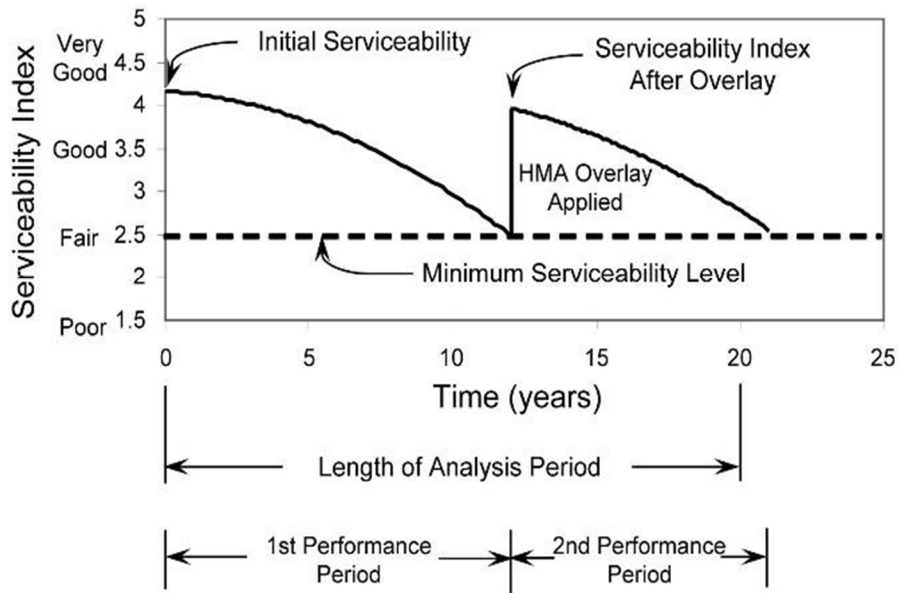 Serviceability Index
Very
Good
Good
Fair
Poor
5
4.5
4
3.5
3
2.5
2
1.5
Initial Serviceability
Serviceability Index
After Overlay
HMA Overlay
Applied
Minimum Serviceability Level
0 5 10 15 20 25
Time (years)
Length of Analysis Period
1st Performance
Period
2nd Performance
Period